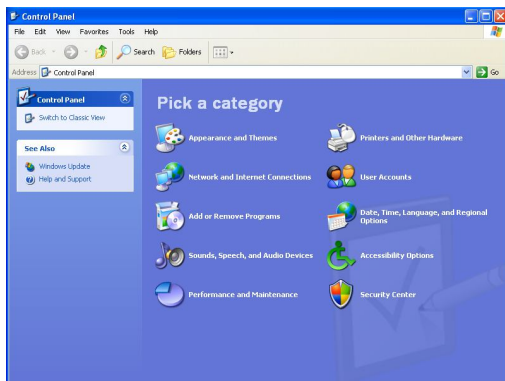 Control Panel
File Edit View Favorites Tools Help
Back Search Folders
Address Control Panel Go
Control Panel
Switch to Classic View
See Also
Windows Update
Help and Support
Pick a category
Appearance and Themes
Printers and Other Hardware
Network and Internet Connections
User Accounts
Add or Remove Programs
Date, Time, Language, and Regional
Options
Sounds, Speech, and Audio Devices
Accessibility Options
Performance and Maintenance
Security Center